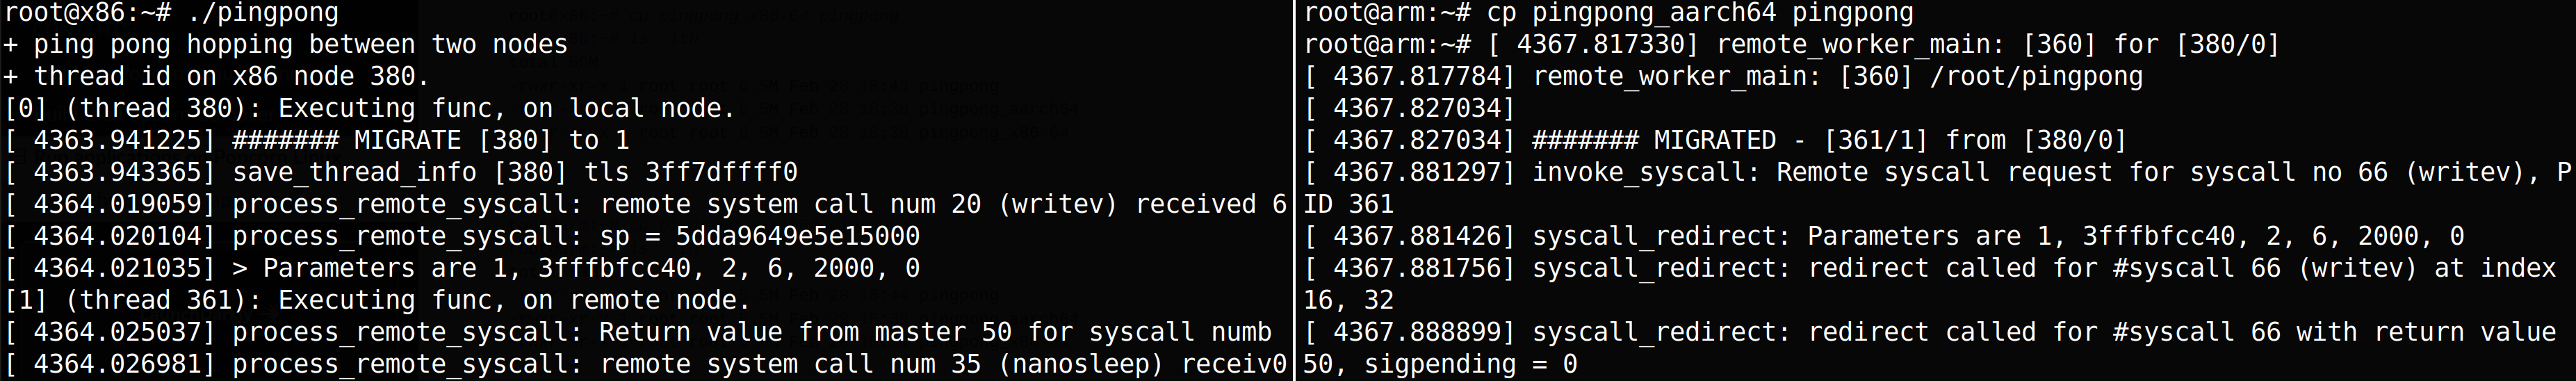 root@x86:~# ./pingpong
+ ping pong hopping between two nodes
+ thread id on x86 node 380.
[0] (thread 380): Executing func, on local node.
[ 4363.941225] ####### MIGRATE [380] to 1
[ 4363.943365] save_thread_info [380] tls 3ff7dffff0
[ 4364.019059] process_remote_syscall: remote system call num 20 (writev) received 6
[ 4364.020104] process_remote_syscall: sp = 5dda9649e5e15000
[ 4364.021035] > Parameters are 1, 3fffbfcc40, 2, 6, 2000, 0
[1] (thread 361): Executing func, on remote node.
[ 4364.025037] process_remote_syscall: Return value from master 50 for syscall numb
[ 4364.026981] process_remote_syscall: remote system call num 35 (nanosleep) receiv0
root@arm:~# cp pingpong_aarch64 pingpong
root@arm:~# [ 4367.817330] remote_worker_main: [360] for [380/0]
[ 4367.817784] remote_worker_main: [360] /root/pingpong
[ 4367.827034]
[ 4367.827034] ####### MIGRATED - [361/1] from [380/0]
[ 4367.881297] invoke_syscall: Remote syscall request for syscall no 66 (writev), P
ID 361
[ 4367.881426] syscall_redirect: Parameters are 1, 3fffbfcc40, 2, 6, 2000, 0
[ 4367.881756] syscall_redirect: redirect called for #syscall 66 (writev) at index
16, 32
[ 4367.888899] syscall_redirect: redirect called for #syscall 66 with return value
50, sigpending = 0